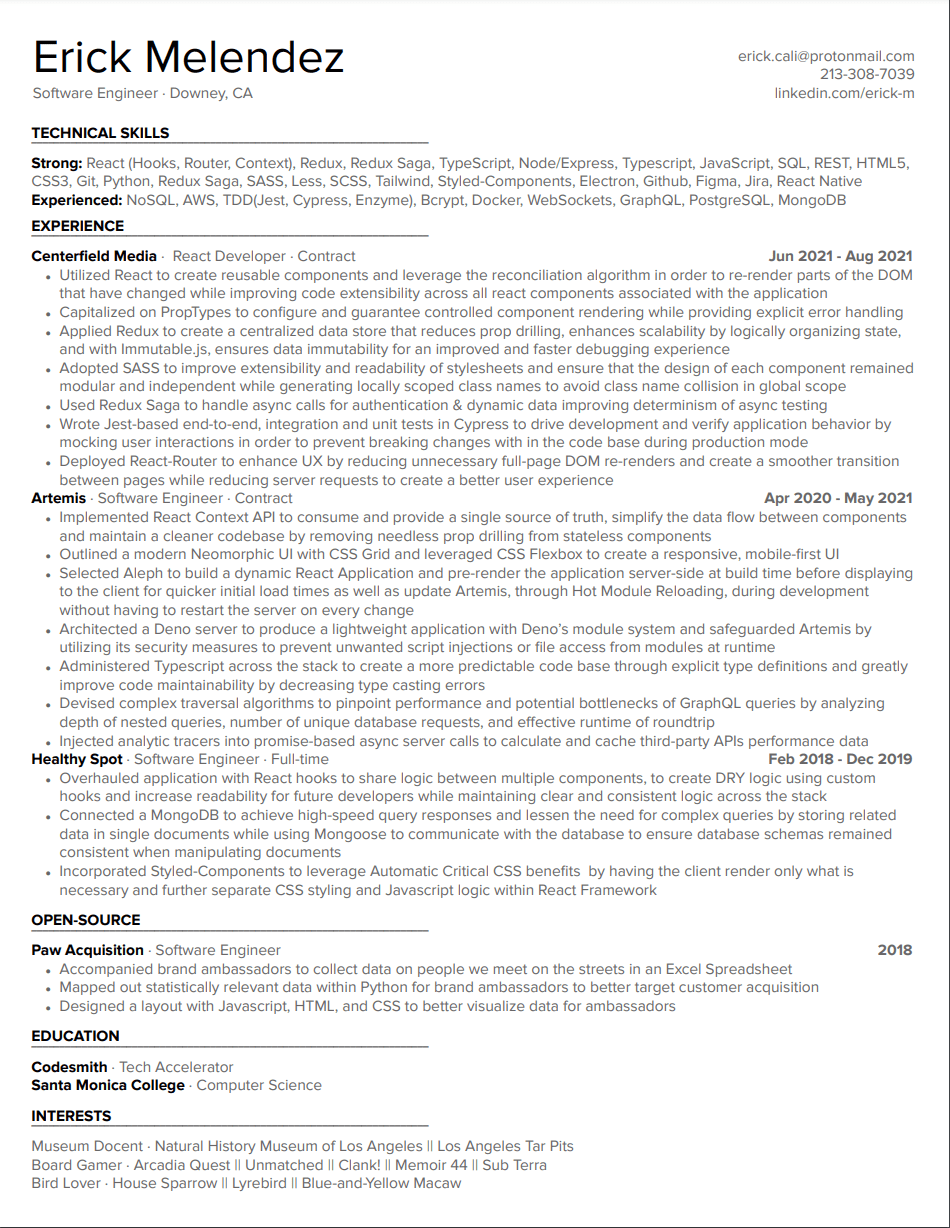 Erick Melendez
Software Engineer · Downey, CA
erick.cali@protonmail.com
213-308-7039
linkedin.com/erick-m
TECHNICAL SKILLS
Strong: React (Hooks, Router, Context), Redux, Redux Saga, TypeScript, Node/Express, Typescript, JavaScript, SQL, REST, HTML5,
CSS3, Git, Python, Redux Saga, SASS, Less, SCSS, Tailwind, Styled-Components, Electron, Github, Figma, Jira, React Native
Experienced: NoSQL, AWS, TDD(Jest, Cypress, Enzyme), Bcrypt, Docker, WebSockets, GraphQL, PostgreSQL, MongoDB
EXPERIENCE
Centerfield Media · React Developer · Contract Jun 2021 - Aug 2021
• Utilized React to create reusable components and leverage the reconciliation algorithm in order to re-render parts of the DOM
that have changed while improving code extensibility across all react components associated with the application
• Capitalized on PropTypes to configure and guarantee controlled component rendering while providing explicit error handling
• Applied Redux to create a centralized data store that reduces prop drilling, enhances scalability by logically organizing state,
and with Immutable.js, ensures data immutability for an improved and faster debugging experience
• Adopted SASS to improve extensibility and readability of stylesheets and ensure that the design of each component remained
modular and independent while generating locally scoped class names to avoid class name collision in global scope
• Used Redux Saga to handle async calls for authentication & dynamic data improving determinism of async testing
• Wrote Jest-based end-to-end, integration and unit tests in Cypress to drive development and verify application behavior by
mocking user interactions in order to prevent breaking changes with in the code base during production mode
• Deployed React-Router to enhance UX by reducing unnecessary full-page DOM re-renders and create a smoother transition
between pages while reducing server requests to create a better user experience
Artemis · Software Engineer · Contract Apr 2020 - May 2021
• Implemented React Context API to consume and provide a single source of truth, simplify the data flow between components
and maintain a cleaner codebase by removing needless prop drilling from stateless components
• Outlined a modern Neomorphic UI with CSS Grid and leveraged CSS Flexbox to create a responsive, mobile-first UI
• Selected Aleph to build a dynamic React Application and pre-render the application server-side at build time before displaying
to the client for quicker initial load times as well as update Artemis, through Hot Module Reloading, during development
without having to restart the server on every change
• Architected a Deno server to produce a lightweight application with Deno's module system and safeguarded Artemis by
utilizing its security measures to prevent unwanted script injections or file access from modules at runtime
• Administered Typescript across the stack to create a more predictable code base through explicit type definitions and greatly
improve code maintainability by decreasing type casting errors
• Devised complex traversal algorithms to pinpoint performance and potential bottlenecks of GraphQL queries by analyzing
depth of nested queries, number of unique database requests, and effective runtime of roundtrip
• Injected analytic tracers into promise-based async server calls to calculate and cache third-party APIs performance data
Healthy Spot · Software Engineer · Full-time Feb 2018 - Dec 2019
• Overhauled application with React hooks to share logic between multiple components, to create DRY logic using custom
hooks and increase readability for future developers while maintaining clear and consistent logic across the stack
• Connected a MongoDB to achieve high-speed query responses and lessen the need for complex queries by storing related
data in single documents while using Mongoose to communicate with the database to ensure database schemas remained
consistent when manipulating documents
• Incorporated Styled-Components to leverage Automatic Critical CSS benefits by having the client render only what is
necessary and further separate CSS styling and Javascript logic within React Framework
OPEN-SOURCE
Paw Acquisition · Software Engineer 2018
• Accompanied brand ambassadors to collect data on people we meet on the streets in an Excel Spreadsheet
• Mapped out statistically relevant data within Python for brand ambassadors to better target customer acquisition
• Designed a layout with Javascript, HTML, and CSS to better visualize data for ambassadors
EDUCATION
Codesmith · Tech Accelerator
Santa Monica College · Computer Science
INTERESTS
Museum Docent · Natural History Museum of Los Angeles || Los Angeles Tar Pits
Board Gamer · Arcadia Quest || Unmatched || Clank! || Memoir 44 || Sub Terra
Bird Lover · House Sparrow || Lyrebird || Blue-and-Yellow Macaw